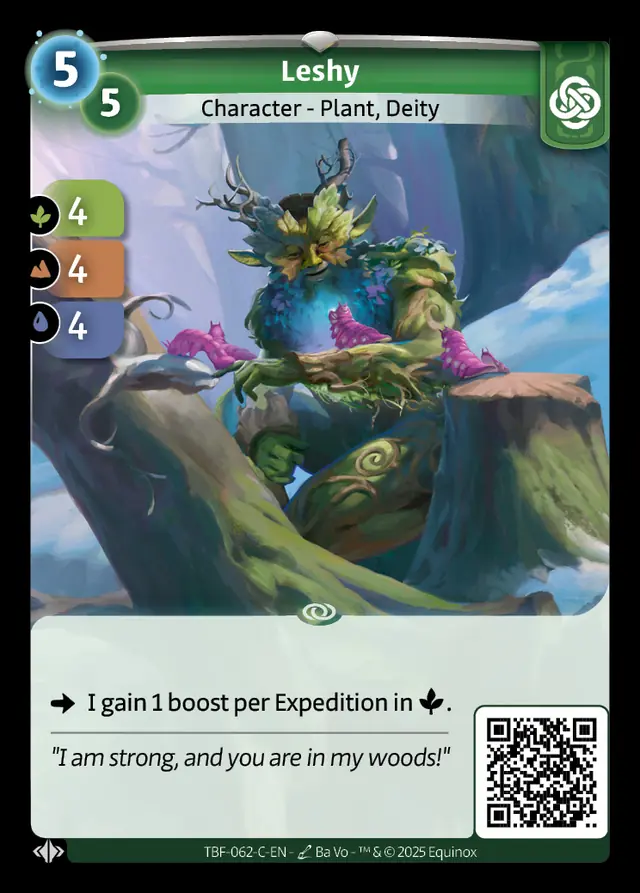 5
Leshy
5
Character - Plant, Deity
4
4
4
I gain 1 boost per Expedition in .
"I am strong, and you are in my woods!"
TBF-062-C-EN - Ba Vo - ™ & © 2025 Equinox